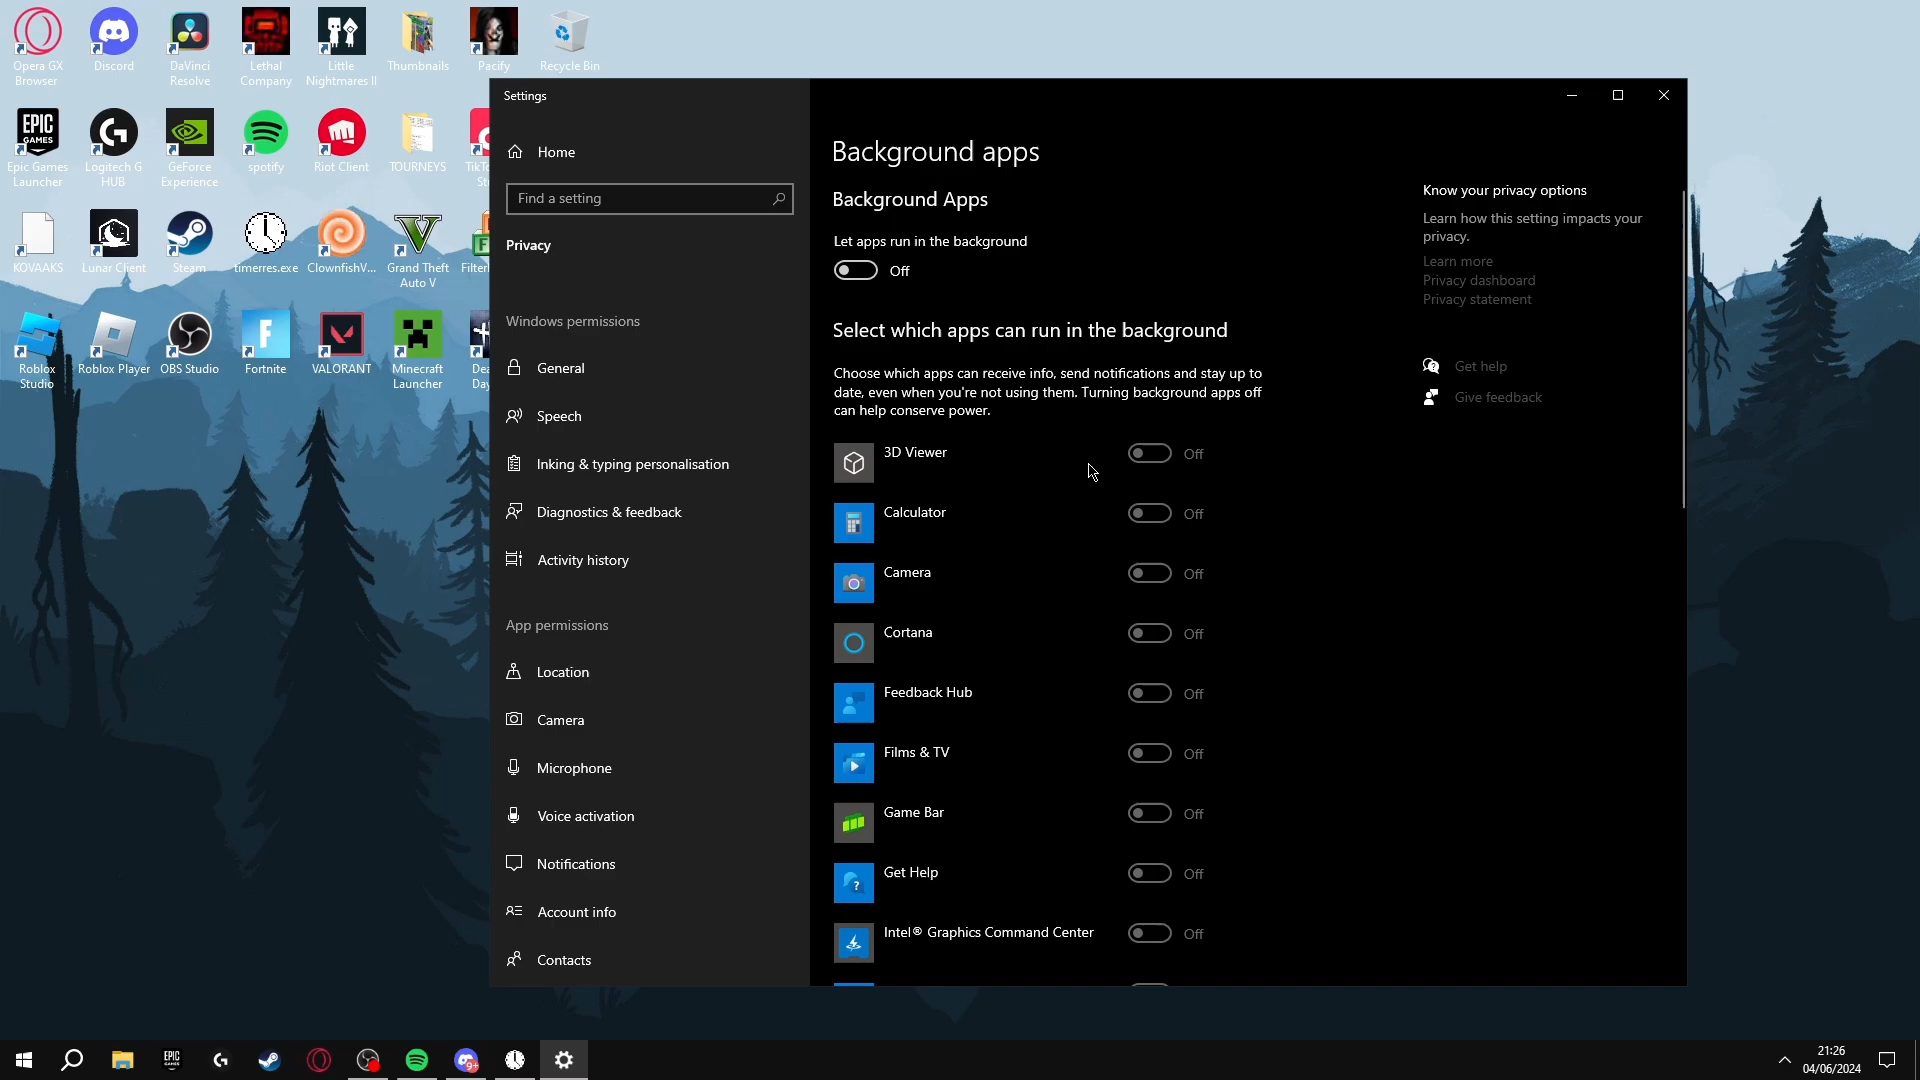 Opera GX
Browser
Discord
DaVinci
Resolve
Lethal
Company
Little
Nightmares II
Thumbnails
Pacify
Recycle Bin
EPIC
GAMES
Epic Games
Launcher
Logitech G
HUB
GeForce
Experience
spotify
Riot Client
TOURNEYS
KOVAAKS
Lunar Client
Steam
timerres.exe
ClownfishV...
Grand Theft
Auto V
Roblox
Studio
Roblox Player
OBS Studio
Fortnite
VALORANT
Minecraft
Launcher
Settings
Home
Find a setting
Privacy
Windows permissions
General
Speech
Inking & typing personalisation
Diagnostics & feedback
Activity history
App permissions
Location
Camera
Microphone
Voice activation
Notifications
Account info
Contacts
Background apps
Background Apps
Let apps run in the background
Off
Select which apps can run in the background
Choose which apps can receive info, send notifications and stay up to
date, even when you're not using them. Turning background apps off
can help conserve power.
3D Viewer
Off
Calculator
Off
Camera
Off
Cortana
Off
Feedback Hub
Off
Films & TV
Off
Game Bar
Off
Get Help
Off
Intel® Graphics Command Center
Off
Know your privacy options
Learn how this setting impacts your
privacy.
Learn more
Privacy dashboard
Privacy statement
Get help
Give feedback
EPIC
GAMES
9+
21:26
04/06/2024